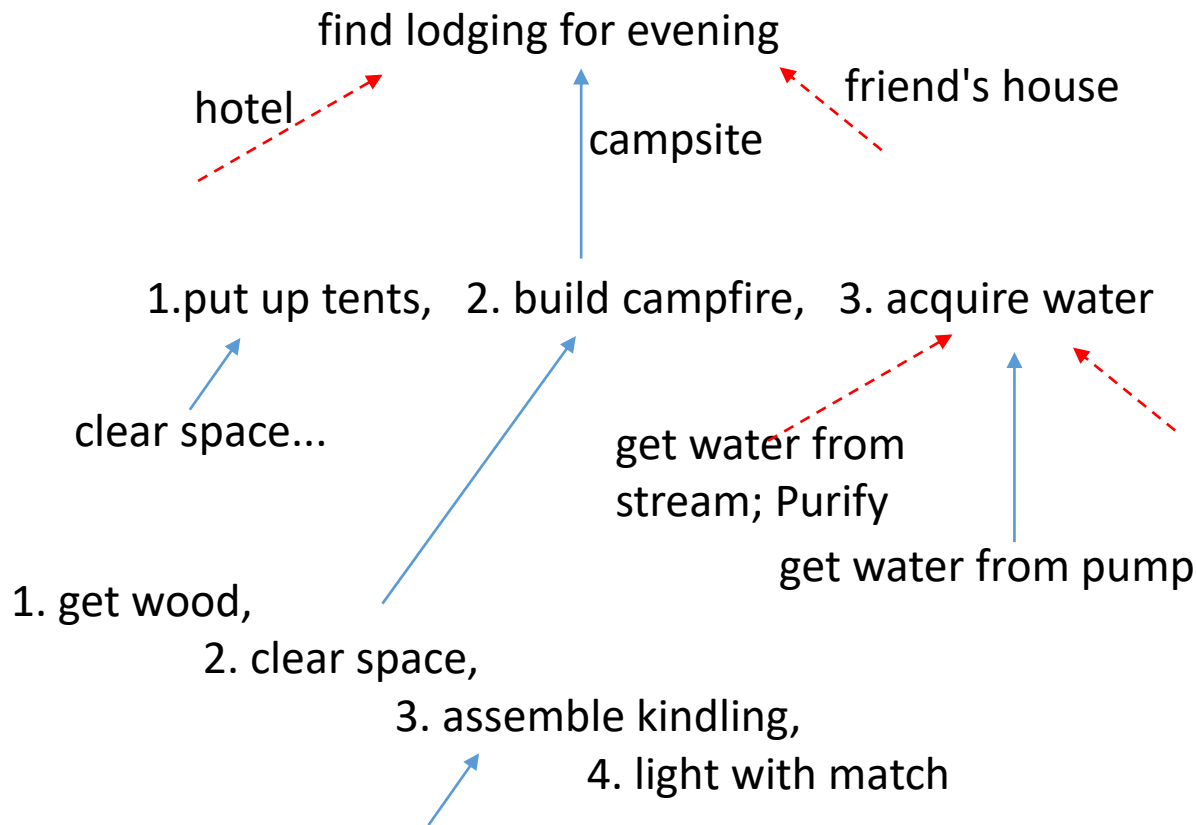 find lodging for evening
hotel
friend's house
campsite
1.put up tents, 2. build campfire, 3. acquire water
clear space...
get water from
stream; Purify
get water from pump
1. get wood,
2. clear space,
3. assemble kindling,
4. light with match